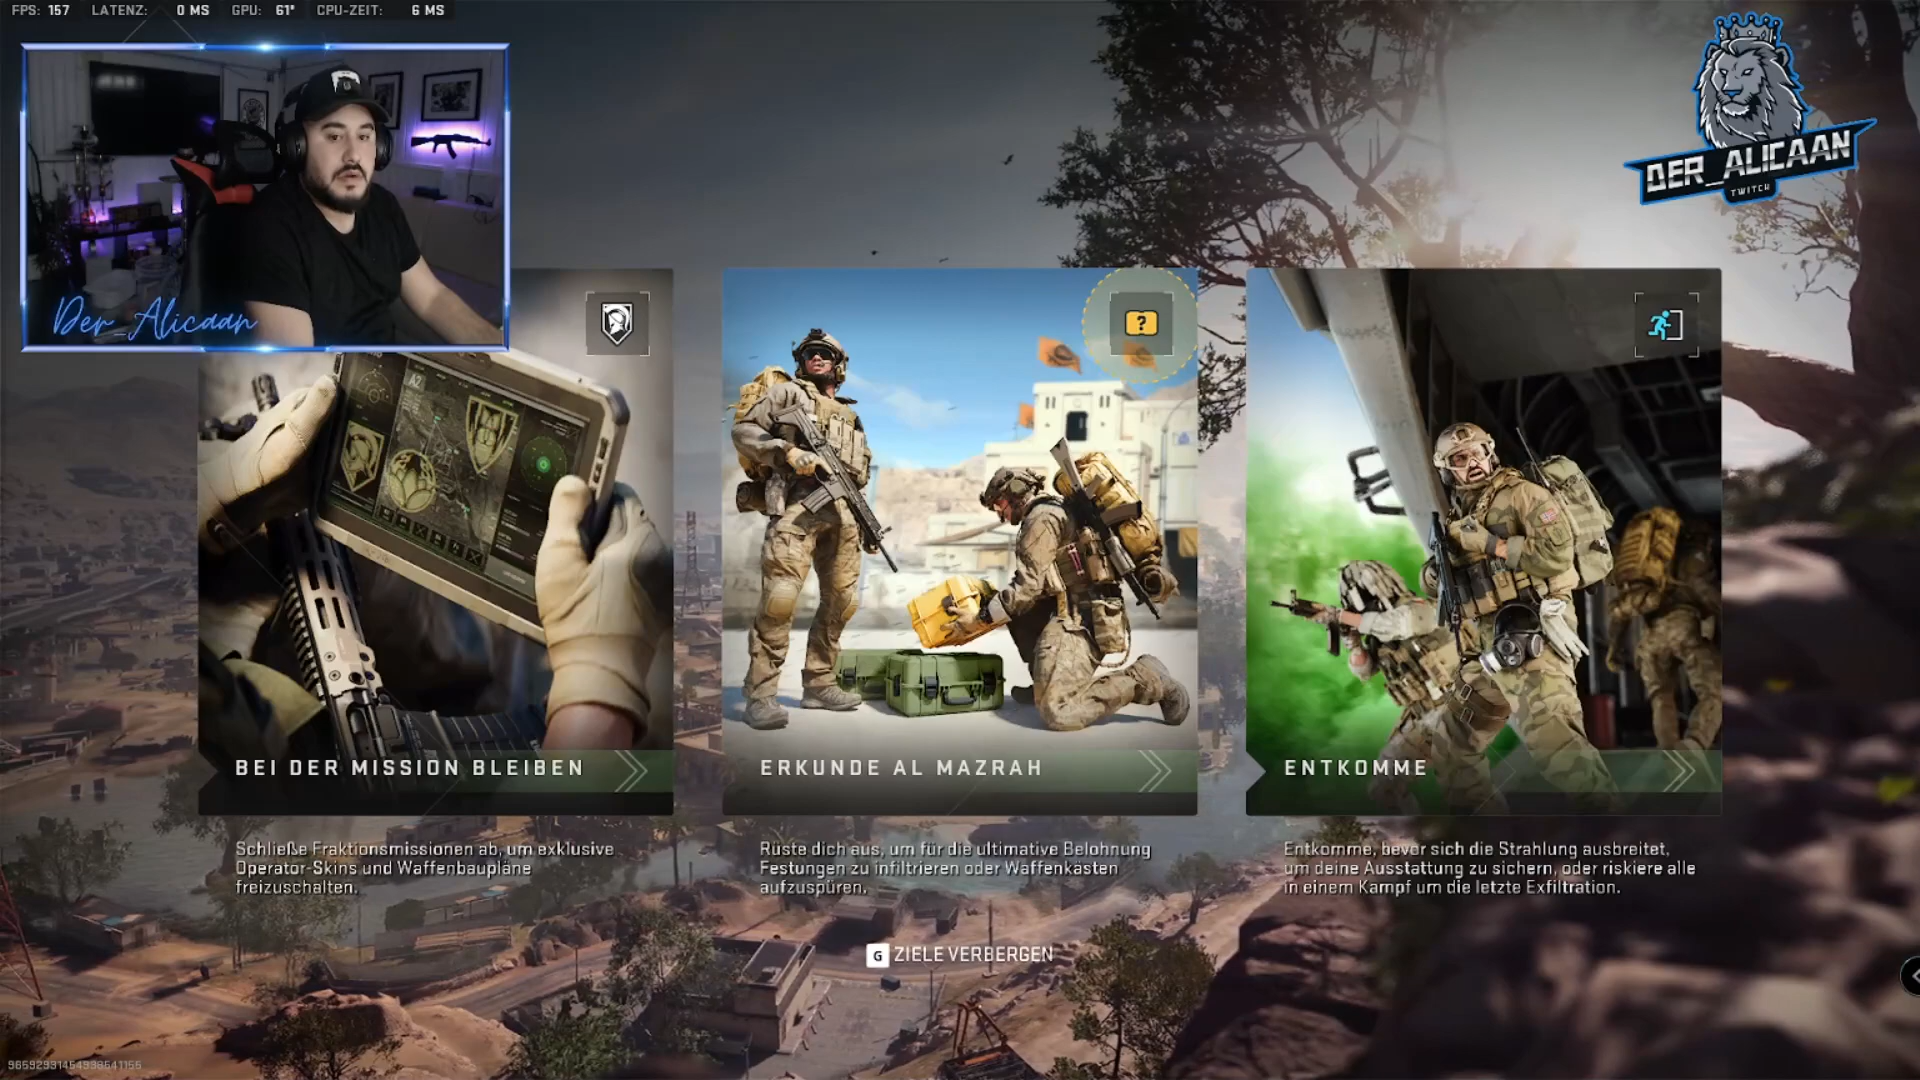 FPS: 157 LATENZ: 0 MS GPU: 61° CPU-ZEIT: 6 MS
DER_ALICAAN
TWITCH
Der_Alicaan
A2
?
BEI DER MISSION BLEIBEN
ERKUNDE AL MAZRAH
ENTKOMME
Schließe Fraktionsmissionen ab, um exklusive
Operator-Skins und Waffenbaupläne
freizuschalten.
Rüste dich aus, um für die ultimative Belohnung
Festungen zu infiltrieren oder Waffenkästen
aufzuspüren.
Entkomme, bevor sich die Strahlung ausbreitet,
um deine Ausstattung zu sichern, oder riskiere alle
in einem Kampf um die letzte Exfiltration.
G ZIELE VERBERGEN